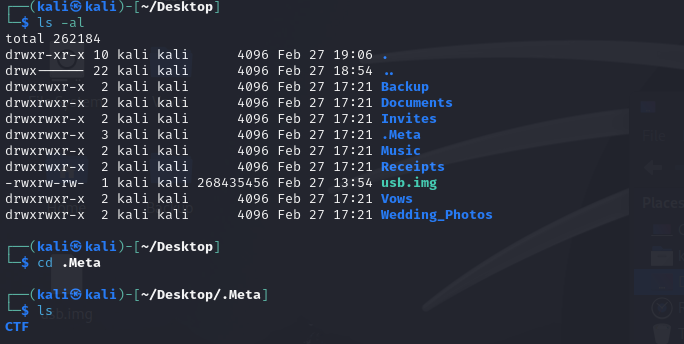 ┌──(kali㉿kali)-[~/Desktop]
└─$ ls -al
total 262184
drwxr-xr-x 10 kali kali      4096 Feb 27 19:06 .
drwx------ 22 kali kali      4096 Feb 27 18:54 ..
drwxrwxr-x  2 kali kali      4096 Feb 27 17:21 Backup
drwxrwxr-x  2 kali kali      4096 Feb 27 17:21 Documents
drwxrwxr-x  2 kali kali      4096 Feb 27 17:21 Invites
drwxrwxr-x  3 kali kali      4096 Feb 27 17:21 .Meta
drwxrwxr-x  2 kali kali      4096 Feb 27 17:21 Music
drwxrwxr-x  2 kali kali      4096 Feb 27 17:21 Receipts
-rwxrw-rw-  1 kali kali 268435456 Feb 27 13:54 usb.img
drwxrwxr-x  2 kali kali      4096 Feb 27 17:21 Vows
drwxrwxr-x  2 kali kali      4096 Feb 27 17:21 Wedding_Photos
┌──(kali㉿kali)-[~/Desktop]
└─$ cd .Meta
┌──(kali㉿kali)-[~/Desktop/.Meta]
└─$ ls
CTF
File
Places